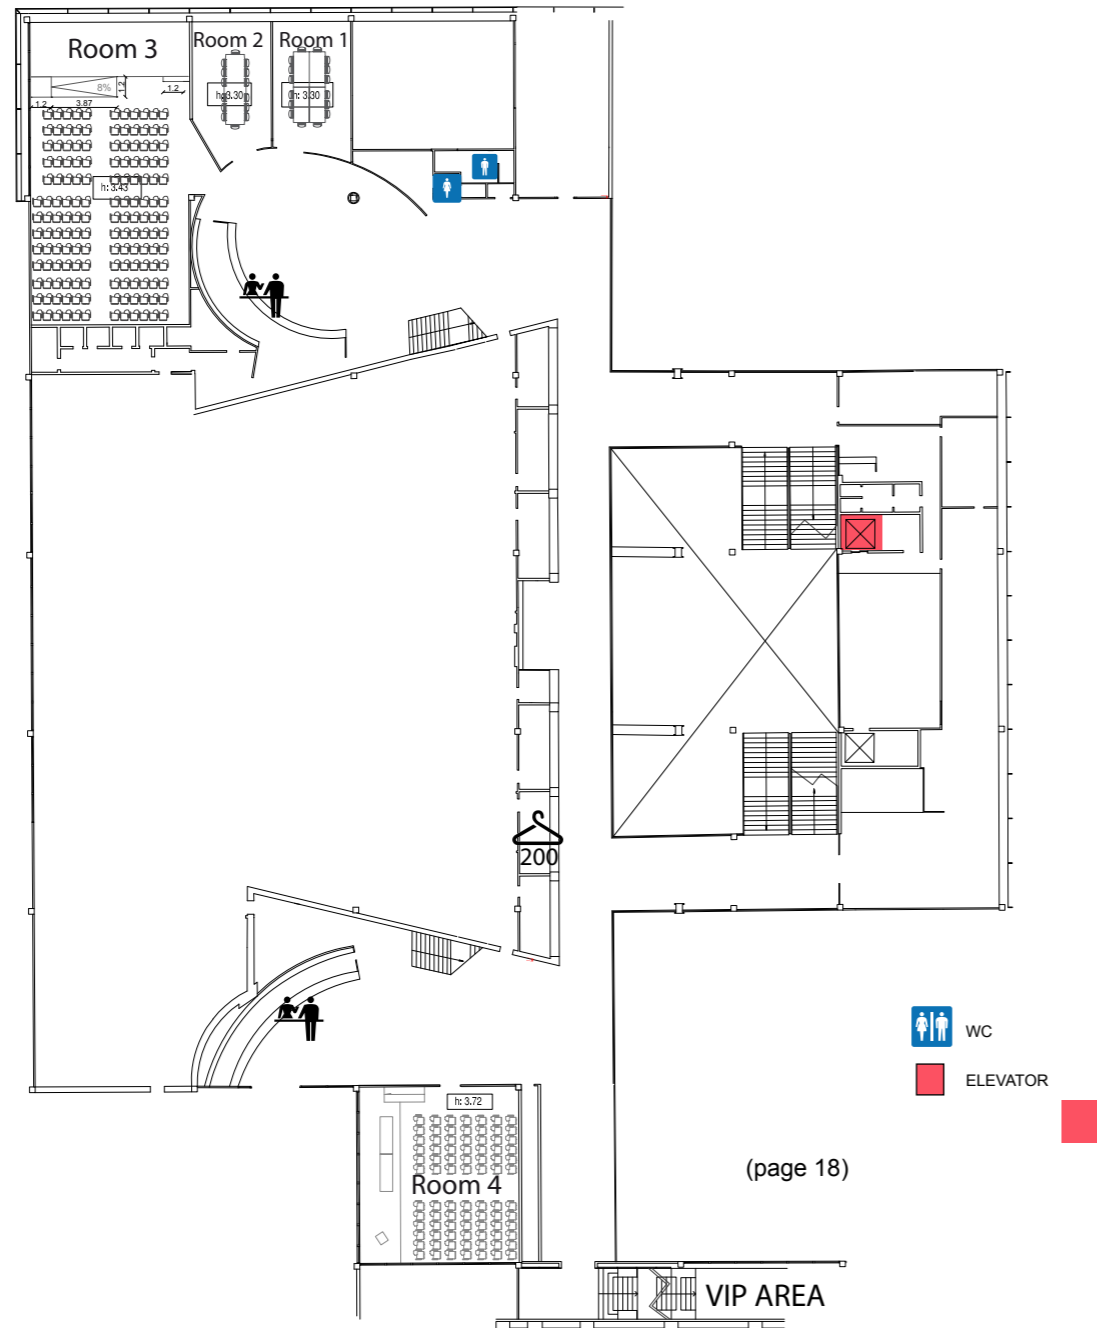 Room 3
Room 2
Room 1
8%
1.2
1.2
1.2
3.87
h: 3.30
h: 3.30
h: 3.43
200
WC
ELEVATOR
h: 3.72
(page 18)
Room 4
VIP AREA